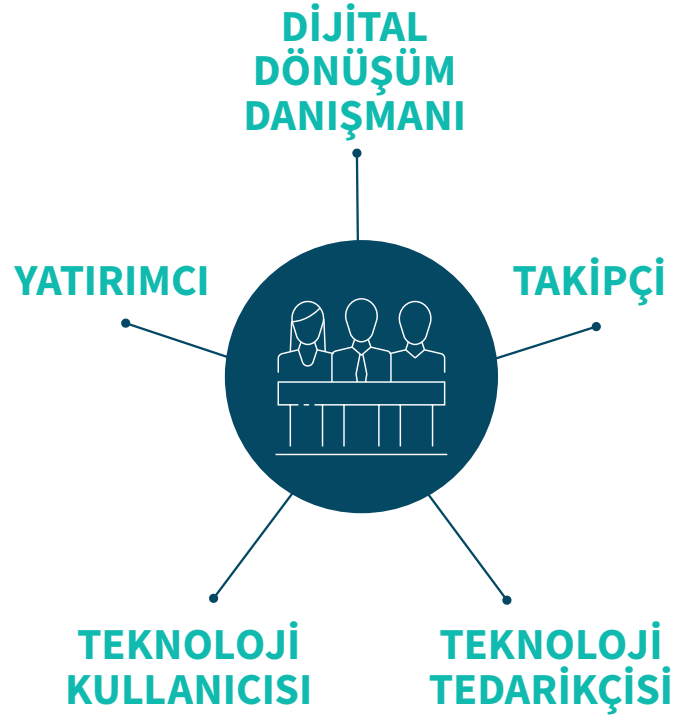 DİJİTAL
DÖNÜŞÜM
DANIŞMANI
YATIRIMCI
TAKİPÇİ
TEKNOLOJİ
KULLANICISI
TEKNOLOJİ
TEDARİKÇİSİ